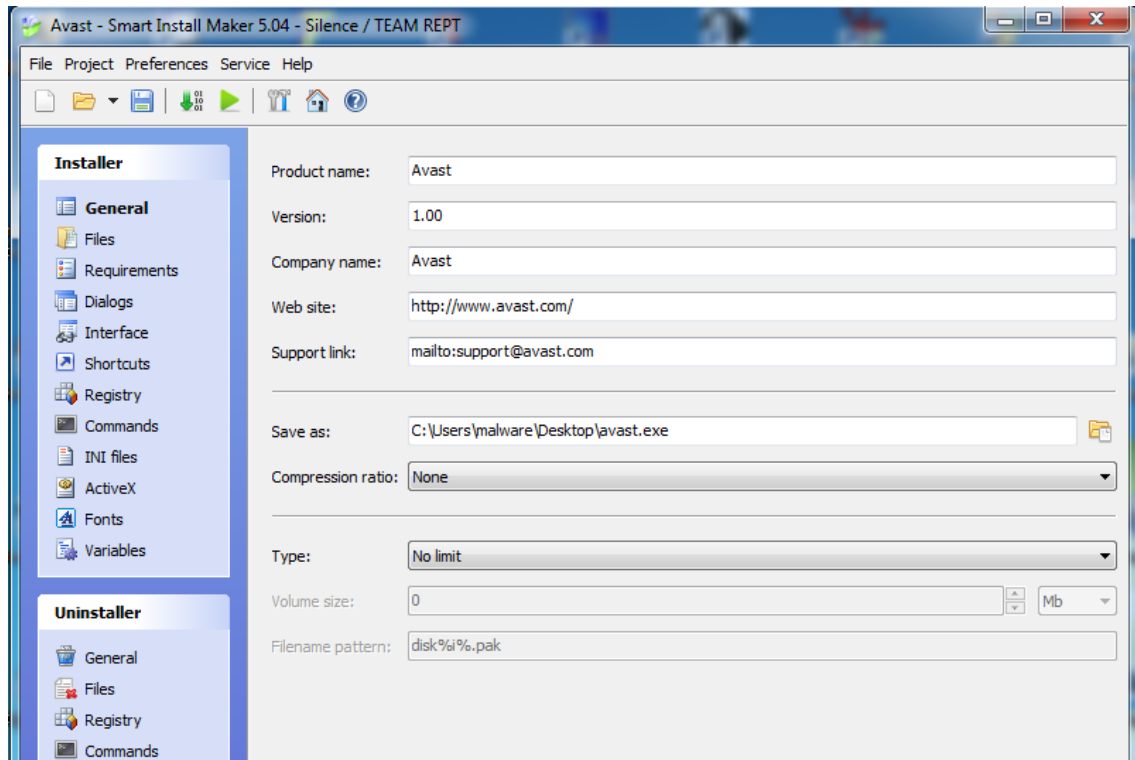 Avast - Smart Install Maker 5.04 - Silence / TEAM REPT
File Project Preferences Service Help
Installer
General
Files
Requirements
Dialogs
Interface
Shortcuts
Registry
Commands
INI files
ActiveX
Fonts
Variables
Uninstaller
General
Files
Registry
Commands
Product name: Avast
Version: 1.00
Company name: Avast
Web site: http://www.avast.com/
Support link: mailto:support@avast.com
Save as: C:\Users\malware\Desktop\avast.exe
Compression ratio: None
Type: No limit
Volume size: 0 Mb
Filename pattern: disk%i%.pak